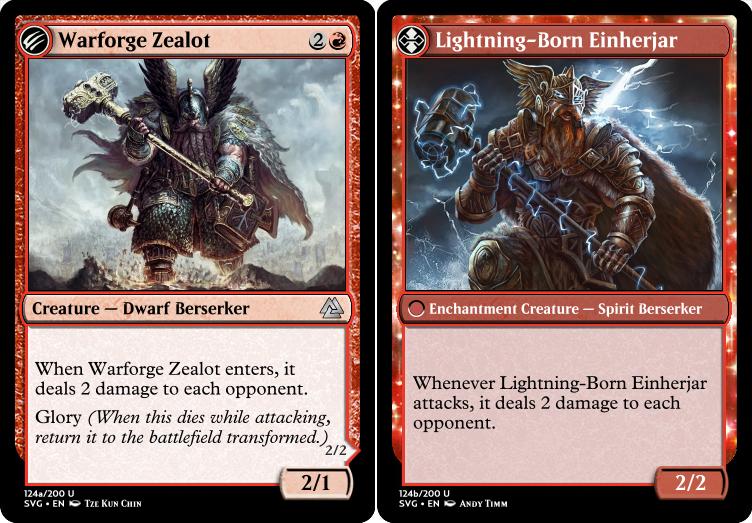 Warforge Zealot 2
Creature — Dwarf Berserker
When Warforge Zealot enters, it
deals 2 damage to each opponent.
Glory (When this dies while attacking,
return it to the battlefield transformed.)
2/2
2/1
124a/200 U
SVG • EN Tze Kun Chin
Lightning-Born Einherjar
Enchantment Creature — Spirit Berserker
Whenever Lightning-Born Einherjar
attacks, it deals 2 damage to each
opponent.
2/2
124b/200 U
SVG • EN Andy Timm